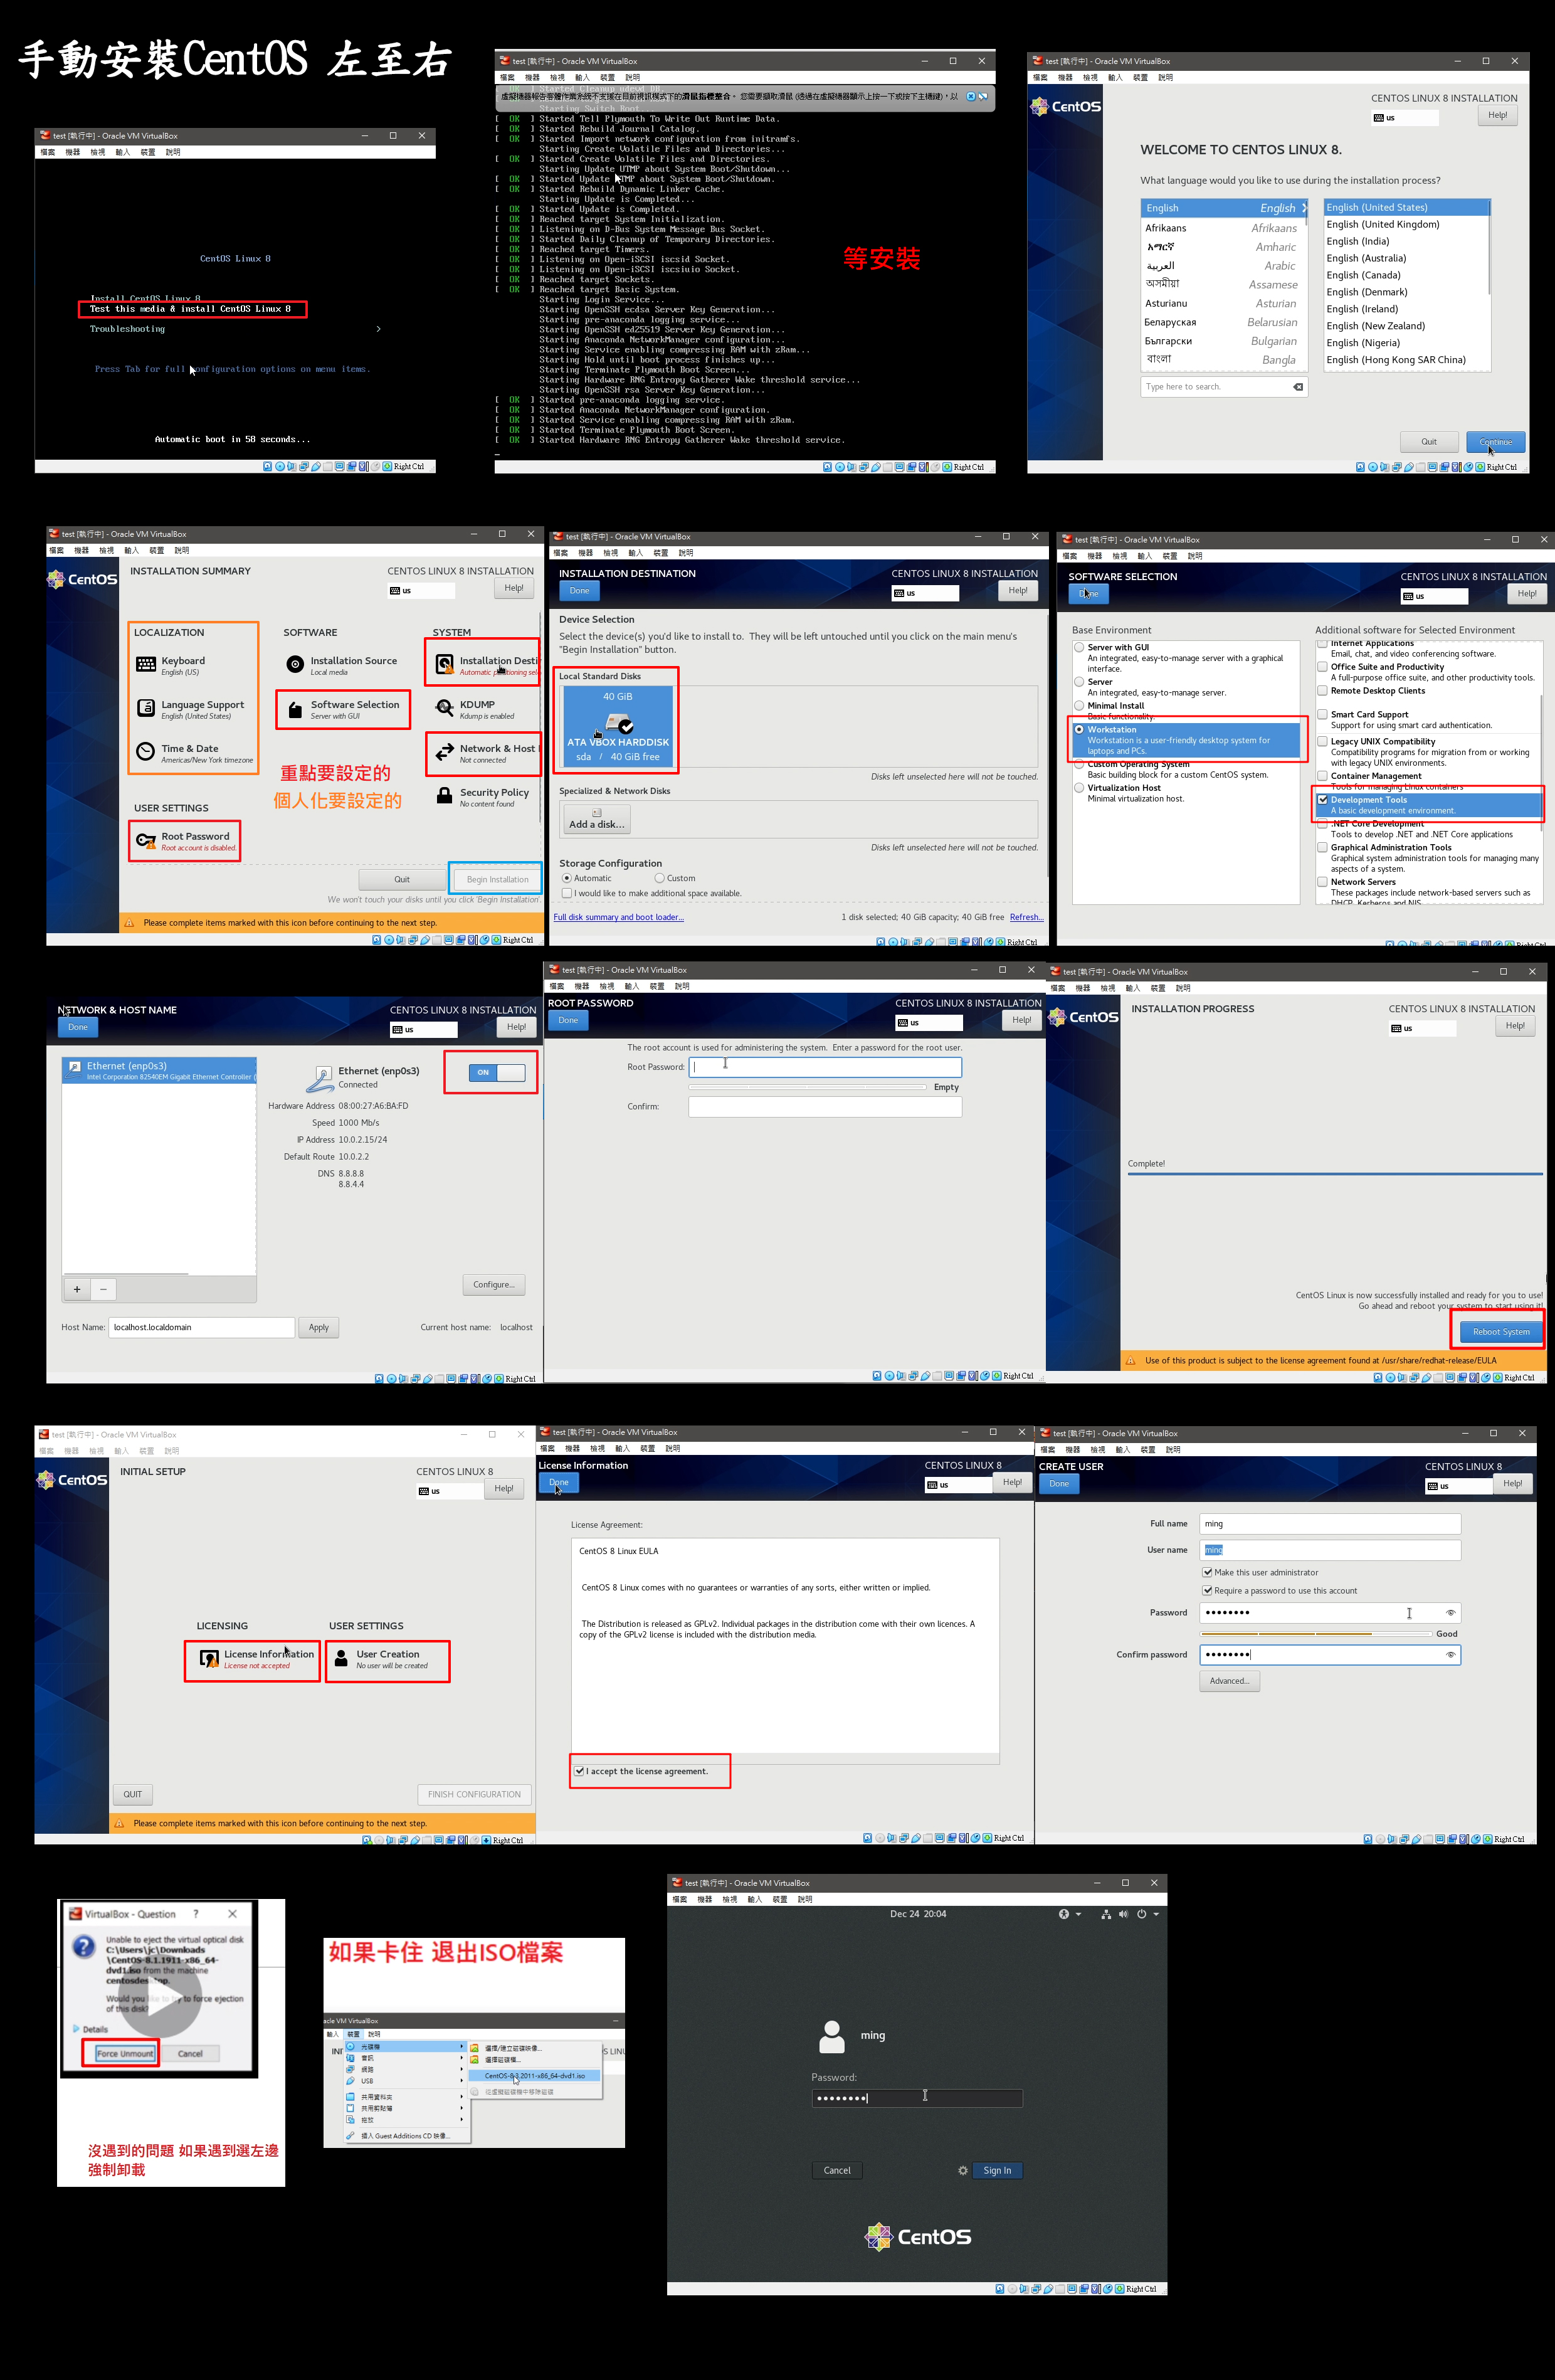 手動安裝CentOS 左至右
test [執行中] - Oracle VM VirtualBox
檔案 機器 檢視 輸入 裝置 說明
CentOS Linux 8
Install CentOS Linux 8
Test this media & install CentOS Linux 8
Troubleshooting
Press Tab for full configuration options on menu items.
Automatic boot in 58 seconds...
Right Ctrl
test [執行中] - Oracle VM VirtualBox
檔案 機器 檢視 輸入 裝置 說明
虛擬機器報告客體作業系統不支援在目前視訊模式下的滑鼠指標整合。 您需要擷取滑鼠 (透過在虛擬機器顯示上按一下或按下主機鍵)，以
Starting Switch Root...
[ OK ] Started Tell Plymouth To Write Out Runtime Data.
[ OK ] Started Rebuild Journal Catalog.
[ OK ] Started Import network configuration from initramfs.
Starting Create Volatile Files and Directories...
[ OK ] Started Create Volatile Files and Directories.
Starting Update UTMP about System Boot/Shutdown...
[ OK ] Started Update UTMP about System Boot/Shutdown.
[ OK ] Started Rebuild Dynamic Linker Cache.
Starting Update is Completed...
[ OK ] Started Update is Completed.
[ OK ] Reached target System Initialization.
[ OK ] Listening on D-Bus System Message Bus Socket.
[ OK ] Started Daily Cleanup of Temporary Directories.
[ OK ] Reached target Timers.
[ OK ] Listening on Open-iSCSI iscsid Socket.
[ OK ] Listening on Open-iSCSI iscsiuio Socket.
[ OK ] Reached target Sockets.
[ OK ] Reached target Basic System.
Starting Login Service...
Starting OpenSSH ecdsa Server Key Generation...
Starting pre-anaconda logging service...
Starting OpenSSH ed25519 Server Key Generation...
Starting Anaconda NetworkManager configuration...
Starting Service enabling compressing RAM with zRam...
Starting Hold until boot process finishes up...
Starting Terminate Plymouth Boot Screen...
Starting Hardware RNG Entropy Gatherer Wake threshold service...
Starting OpenSSH rsa Server Key Generation...
[ OK ] Started pre-anaconda logging service.
[ OK ] Started Anaconda NetworkManager configuration.
[ OK ] Started Service enabling compressing RAM with zRam.
[ OK ] Started Terminate Plymouth Boot Screen.
[ OK ] Started Hardware RNG Entropy Gatherer Wake threshold service.
等安裝
Right Ctrl
test [執行中] - Oracle VM VirtualBox
檔案 機器 檢視 輸入 裝置 說明
CentOS
CENTOS LINUX 8 INSTALLATION
us
Help!
WELCOME TO CENTOS LINUX 8.
What language would you like to use during the installation process?
English English
Afrikaans Afrikaans
አማርኛ Amharic
العربية Arabic
অসমীয়া Assamese
Asturianu Asturian
Беларуская Belarusian
Български Bulgarian
বাংলা Bangla
Type here to search.
English (United States)
English (United Kingdom)
English (India)
English (Australia)
English (Canada)
English (Denmark)
English (Ireland)
English (New Zealand)
English (Nigeria)
English (Hong Kong SAR China)
Quit
Continue
Right Ctrl
test [執行中] - Oracle VM VirtualBox
檔案 機器 檢視 輸入 裝置 說明
CentOS
INSTALLATION SUMMARY
CENTOS LINUX 8 INSTALLATION
us
Help!
LOCALIZATION
Keyboard
English (US)
Language Support
English (United States)
Time & Date
Americas/New York timezone
SOFTWARE
Installation Source
Local media
Software Selection
Server with GUI
SYSTEM
Installation Desti
Automatic partitioning sele
KDUMP
Kdump is enabled
Network & Host
Not connected
Security Policy
No content found
重點要設定的
個人化要設定的
USER SETTINGS
Root Password
Root account is disabled.
Quit
Begin Installation
We won't touch your disks until you click 'Begin Installation'.
Please complete items marked with this icon before continuing to the next step.
Right Ctrl
test [執行中] - Oracle VM VirtualBox
檔案 機器 檢視 輸入 裝置 說明
INSTALLATION DESTINATION
CENTOS LINUX 8 INSTALLATION
Done
us
Help!
Device Selection
Select the device(s) you'd like to install to. They will be left untouched until you click on the main menu's
"Begin Installation" button.
Local Standard Disks
40 GiB
ATA VBOX HARDDISK
sda / 40 GiB free
Disks left unselected here will not be touched.
Specialized & Network Disks
Add a disk...
Disks left unselected here will not be touched.
Storage Configuration
Automatic
Custom
I would like to make additional space available.
Full disk summary and boot loader...
1 disk selected; 40 GiB capacity; 40 GiB free Refresh...
Right Ctrl
test [執行中] - Oracle VM VirtualBox
檔案 機器 檢視 輸入 裝置 說明
SOFTWARE SELECTION
CENTOS LINUX 8 INSTALLATION
Done
us
Help!
Base Environment
Server with GUI
An integrated, easy-to-manage server with a graphical
interface.
Server
An integrated, easy-to-manage server.
Minimal Install
Basic functionality.
Workstation
Workstation is a user-friendly desktop system for
laptops and PCs.
Custom Operating System
Basic building block for a custom CentOS system.
Virtualization Host
Minimal virtualization host.
Additional software for Selected Environment
Internet Applications
Email, chat, and video conferencing software.
Office Suite and Productivity
A full-purpose office suite, and other productivity tools.
Remote Desktop Clients
Smart Card Support
Support for using smart card authentication.
Legacy UNIX Compatibility
Compatibility programs for migration from or working
with legacy UNIX environments.
Container Management
Tools for managing Linux containers
Development Tools
A basic development environment.
.NET Core Development
Tools to develop .NET and .NET Core applications
Graphical Administration Tools
Graphical system administration tools for managing many
aspects of a system.
Network Servers
These packages include network-based servers such as
DHCP, Kerberos and NIS.
Right Ctrl
NETWORK & HOST NAME
CENTOS LINUX 8 INSTALLATION
Done
us
Help!
Ethernet (enp0s3)
Intel Corporation 82540EM Gigabit Ethernet Controller (
Ethernet (enp0s3)
Connected
ON
Hardware Address 08:00:27:A6:BA:FD
Speed 1000 Mb/s
IP Address 10.0.2.15/24
Default Route 10.0.2.2
DNS 8.8.8.8
8.8.4.4
+ −
Configure...
Host Name: localhost.localdomain
Apply
Current host name: localhost
Right Ctrl
test [執行中] - Oracle VM VirtualBox
檔案 機器 檢視 輸入 裝置 說明
ROOT PASSWORD
CENTOS LINUX 8 INSTALLATION
Done
us
Help!
The root account is used for administering the system. Enter a password for the root user.
Root Password:
Empty
Confirm:
Right Ctrl
test [執行中] - Oracle VM VirtualBox
檔案 機器 檢視 輸入 裝置 說明
CentOS
INSTALLATION PROGRESS
CENTOS LINUX 8 INSTALLATION
us
Help!
Complete!
CentOS Linux is now successfully installed and ready for you to use!
Go ahead and reboot your system to start using it!
Reboot System
Use of this product is subject to the license agreement found at /usr/share/redhat-release/EULA
Right Ctrl
test [執行中] - Oracle VM VirtualBox
檔案 機器 檢視 輸入 裝置 說明
CentOS
INITIAL SETUP
CENTOS LINUX 8
us
Help!
LICENSING
License Information
License not accepted
USER SETTINGS
User Creation
No user will be created
QUIT
FINISH CONFIGURATION
Please complete items marked with this icon before continuing to the next step.
Right Ctrl
test [執行中] - Oracle VM VirtualBox
檔案 機器 檢視 輸入 裝置 說明
License Information
CENTOS LINUX 8
Done
us
Help!
License Agreement:
CentOS 8 Linux EULA
CentOS 8 Linux comes with no guarantees or warranties of any sorts, either written or implied.
The Distribution is released as GPLv2. Individual packages in the distribution come with their own licences. A
copy of the GPLv2 license is included with the distribution media.
I accept the license agreement.
Right Ctrl
test [執行中] - Oracle VM VirtualBox
檔案 機器 檢視 輸入 裝置 說明
CREATE USER
CENTOS LINUX 8
Done
us
Help!
Full name ming
User name ming
Make this user administrator
Require a password to use this account
Password ••••••••
Good
Confirm password ••••••••
Advanced...
Right Ctrl
VirtualBox - Question ?
Unable to eject the virtual optical disk
C:\Users\jc\Downloads
\CentOS-8.1.1911-x86_64-
dvd1.iso from the machine
centosdesktop.
Would you like to try to force ejection
of this disk?
Details
Force Unmount
Cancel
沒遇到的問題 如果遇到選左邊
強制卸載
如果卡住 退出ISO檔案
acle VM VirtualBox
輸入 裝置 說明
光碟機
音訊
網路
USB
共用資料夾
共用剪貼簿
拖放
插入 Guest Additions CD 映像...
選擇/建立磁碟映像...
選擇磁碟檔...
CentOS-8.3.2011-x86_64-dvd1.iso
從虛擬磁碟機中移除磁碟
test [執行中] - Oracle VM VirtualBox
檔案 機器 檢視 輸入 裝置 說明
Dec 24 20:04
ming
Password:
••••••••
Cancel
Sign In
CentOS
Right Ctrl